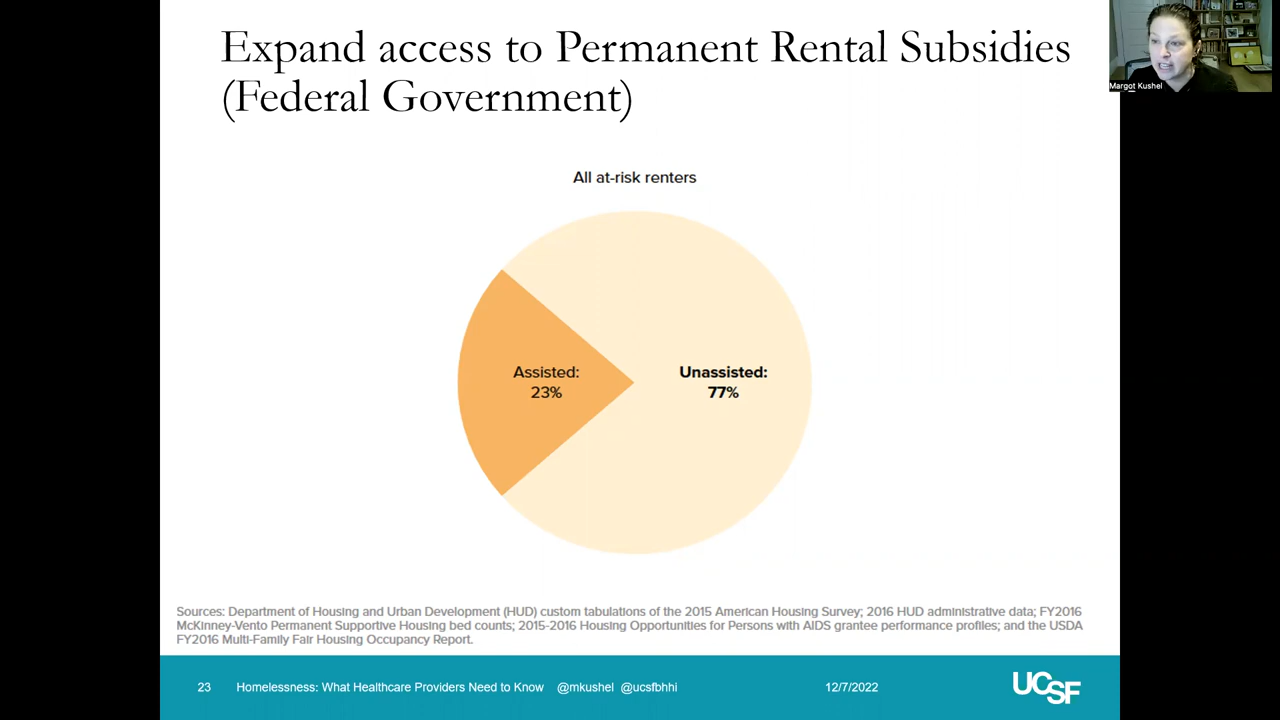 Expand access to Permanent Rental Subsidies
(Federal Government)
Margot Kushel
All at-risk renters
Assisted:
23%
Unassisted:
77%
Sources: Department of Housing and Urban Development (HUD) custom tabulations of the 2015 American Housing Survey; 2016 HUD administrative data; FY2016
McKinney-Vento Permanent Supportive Housing bed counts; 2015-2016 Housing Opportunities for Persons with AIDS grantee performance profiles; and the USDA
FY2016 Multi-Family Fair Housing Occupancy Report.
23 Homelessness: What Healthcare Providers Need to Know @mkushel @ucsfbhhi 12/7/2022
UCSF